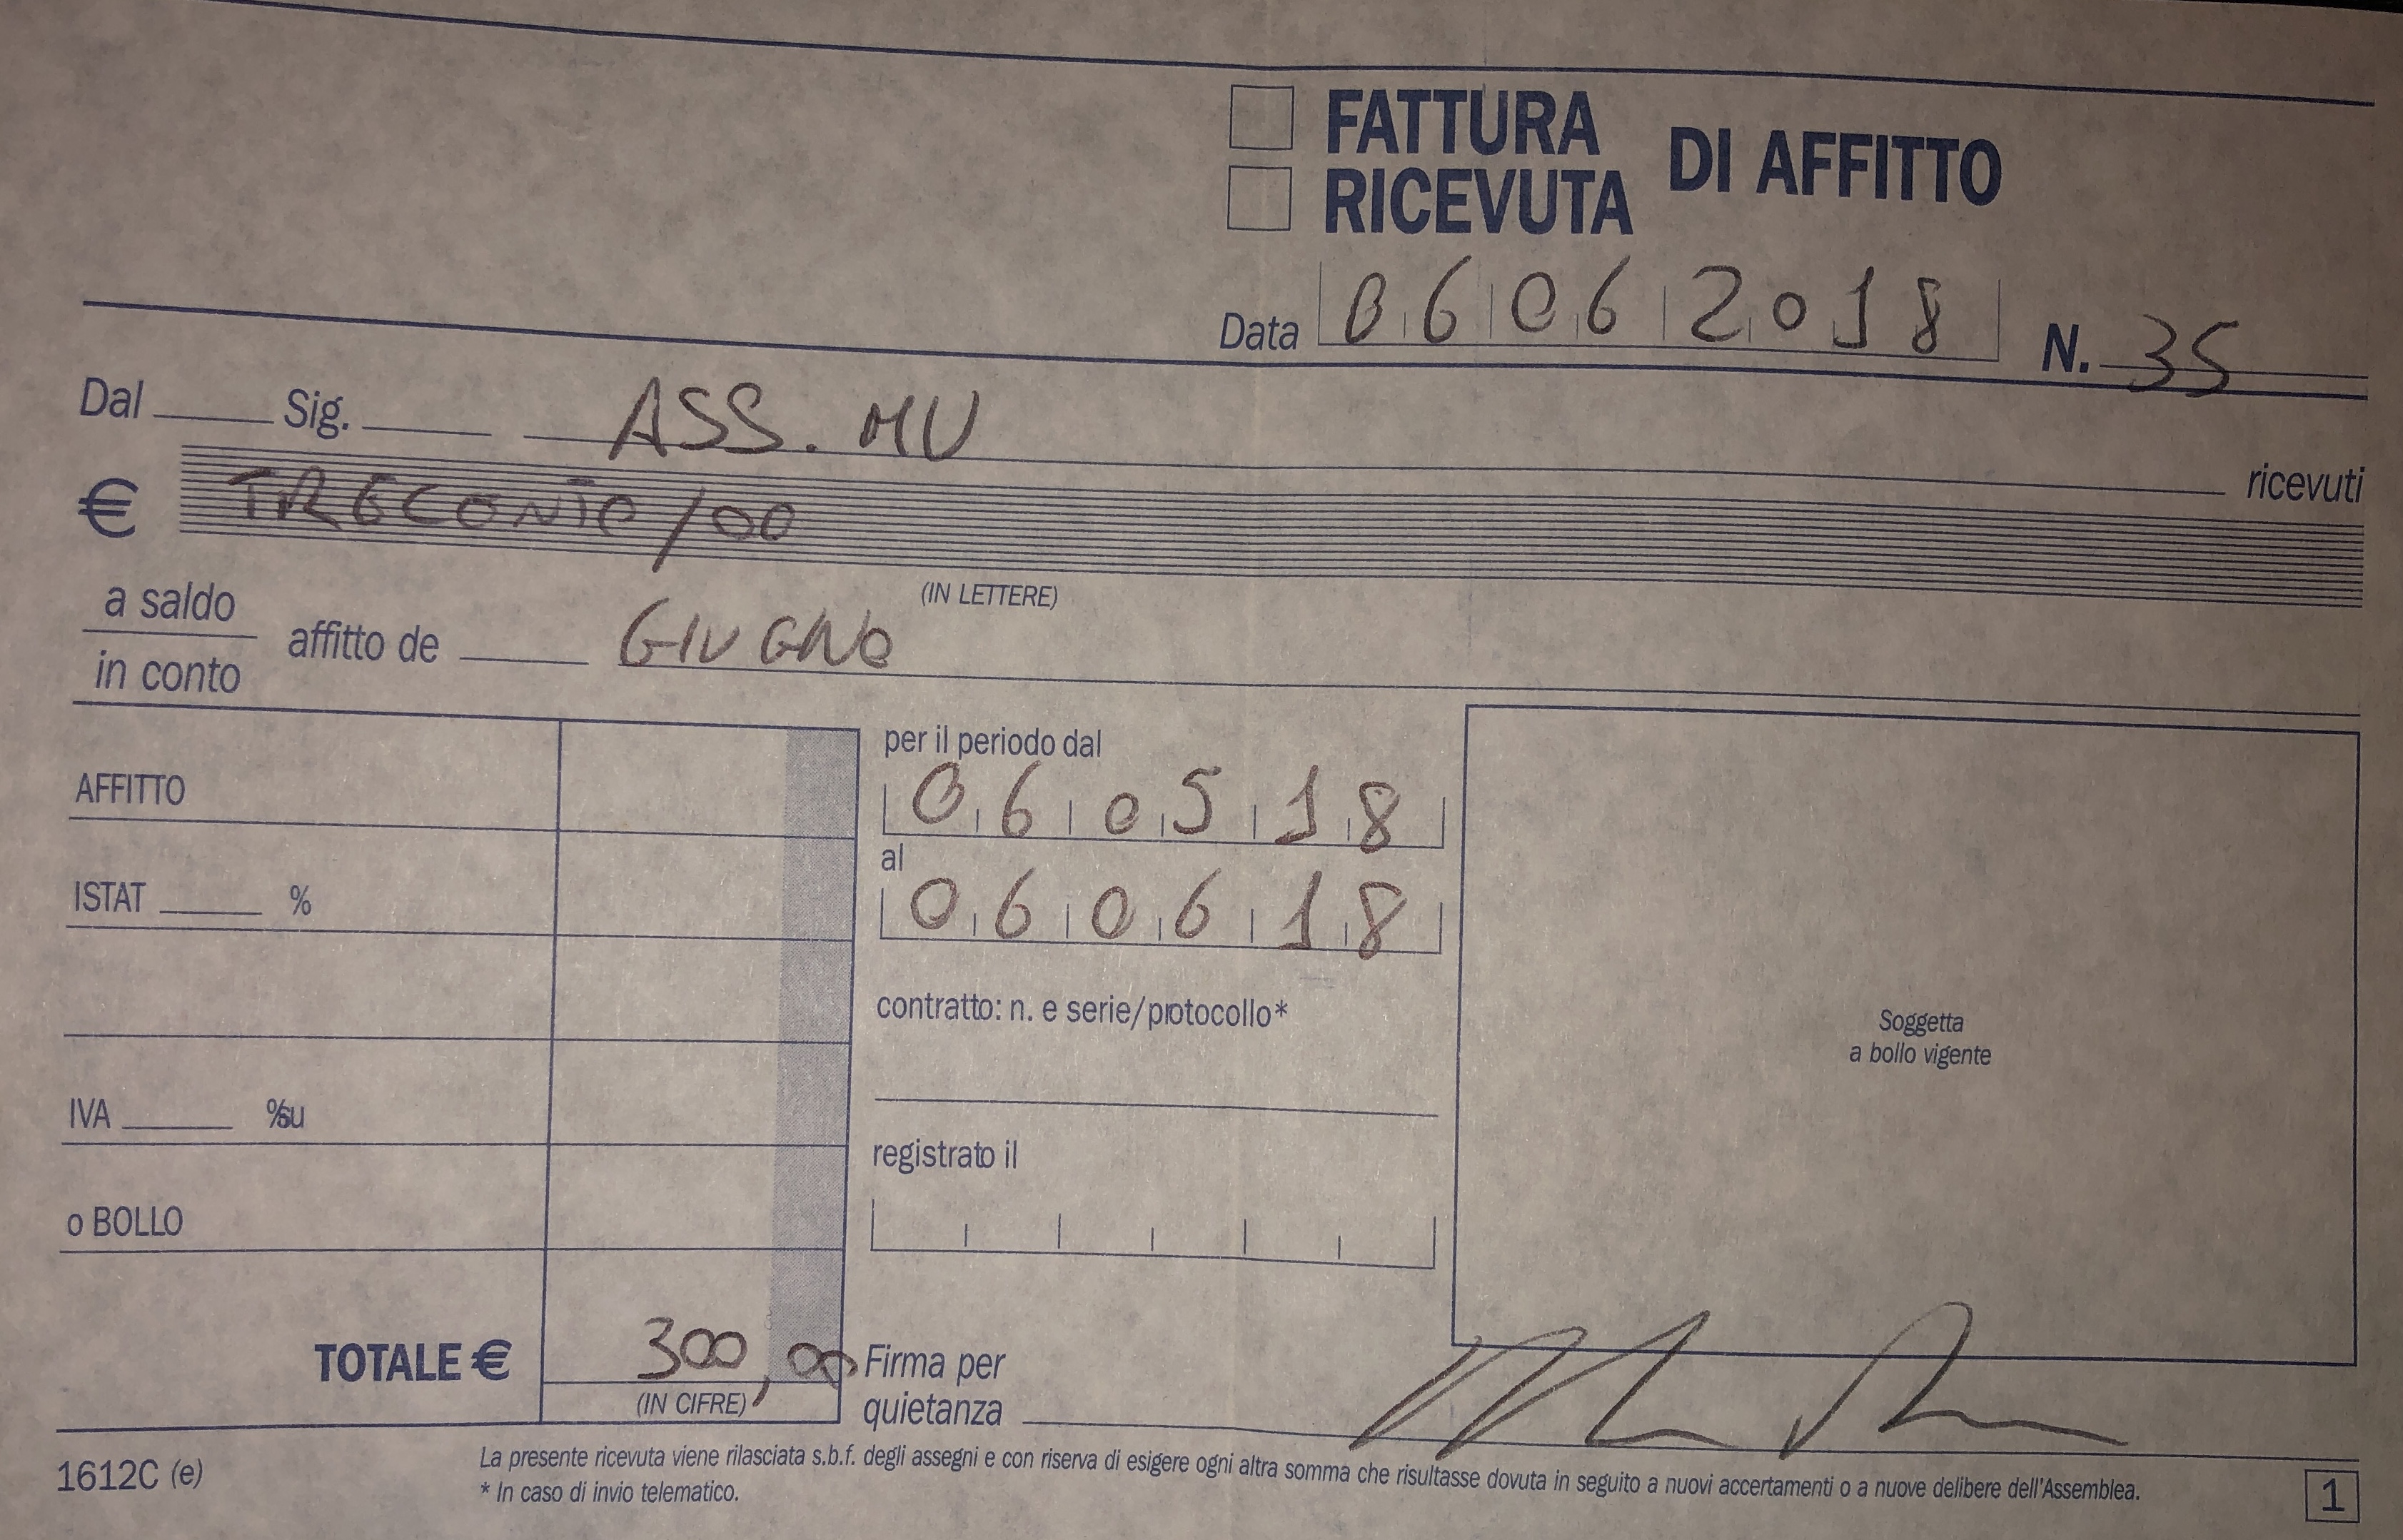 FATTURA
RICEVUTA DI AFFITTO
Data 06 06 2018 N. 35
Dal Sig. ASS. MU
ricevuti
€ TRECENTO/00
(IN LETTERE)
a saldo
in conto
affitto de GIUGNO
per il periodo dal
AFFITTO
06 05 18
al
ISTAT %
06 06 18
contratto: n. e serie/protocollo*
Soggetta
a bollo vigente
IVA %su
registrato il
o BOLLO
TOTALE € 300,00
(IN CIFRE)
Firma per
quietanza
1612C (e)
La presente ricevuta viene rilasciata s.b.f. degli assegni e con riserva di esigere ogni altra somma che risultasse dovuta in seguito a nuovi accertamenti o a nuove delibere dell'Assemblea.
* In caso di invio telematico.
1